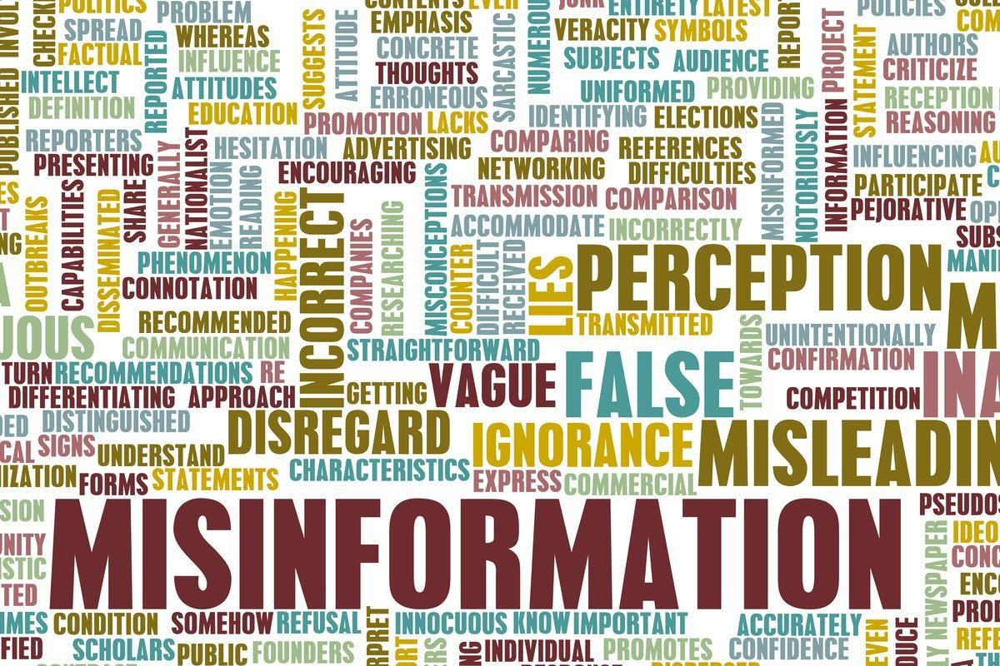 POLITICS
PROBLEM
CONTENTS EVER
JUNK ENTIRETY LATEST
POLICIES
CHECK
SPREAD
WHEREAS
SUGGESTS
ATTITUDE
EMPHASIS
SARCASTIC
NUMEROUS
VERACITY SYMBOLS
REPORT
PROJECT
STATEMENT
AUTHORS
FACTUAL
REPORTED
INFLUENCE
CONCRETE
SUBJECTS AUDIENCE
CRITICIZE
PUBLISHED
INTELLECT
ATTITUDES
THOUGHTS
UNIFORMED PROVIDING
RECEPTION
DEFINITION
EDUCATION
ERRONEOUS
IDENTIFYING ELECTIONS
REASONING
REPORTERS
PROMOTION LACKS
COMPARING REFERENCES
MISINFORMED
NOTORIOUSLY
INFORMATION
INFLUENCING
PRESENTING
GENERALLY
NATIONALIST
HESITATION ADVERTISING
NETWORKING DIFFICULTIES
PARTICIPATE
SHARE
EMOTION
READING
ENCOURAGING
MISCONCEPTIONS
TRANSMISSION COMPARISON
PEJORATIVE
OUTBREAKS
CAPABILITIES
DISSEMINATED
HAPPENING
INCORRECT
COMPANIES
RESEARCHING
ACCOMMODATE INCORRECTLY
PHENOMENON
COUNTER
DIFFICULT
RECEIVED
LIES
PERCEPTION
CONNOTATION
RECOMMENDED
TRANSMITTED
TOWARDS
UNINTENTIONALLY
COMMUNICATION
STRAIGHTFORWARD
CONFIRMATION
TURN RECOMMENDATIONS RE
VAGUE
FALSE
DIFFERENTIATING APPROACH
GETTING
COMPETITION
DISTINGUISHED
DISREGARD
IGNORANCE
MISLEADIN
SIGNS
UNDERSTAND
CHARACTERISTICS
EXPRESS COMMERCIAL
FORMS STATEMENTS
MISINFORMATION
PSEUDOS
NEWSPAPER
CONDITION SOMEHOW REFUSAL
INNOCUOUS KNOW IMPORTANT
ACCURATELY
EVEN
SCHOLARS PUBLIC FOUNDERS
INDIVIDUAL PROMOTES
CONFIDENCE